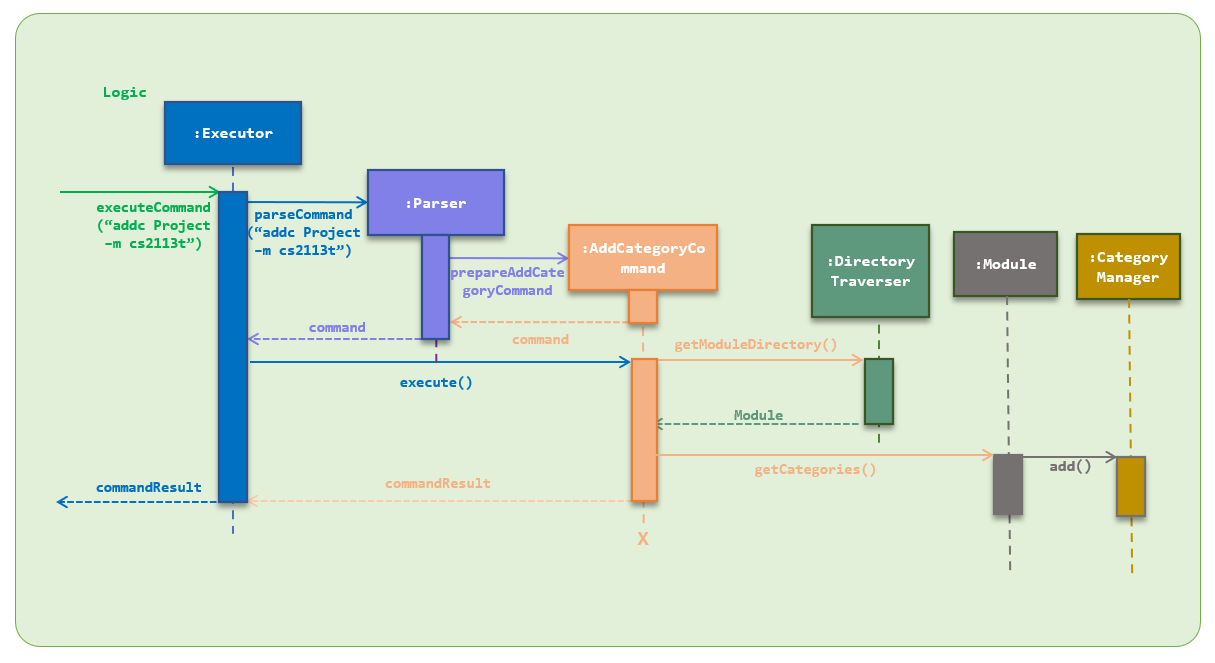 Logic
:Executor
executeCommand
(“addc Project
–m cs2113t”)
parseCommand
(“addc Project
–m cs2113t”)
:Parser
prepareAddCate
goryCommand
:AddCategoryCo
mmand
:Directory
Traverser
:Module
:Category
Manager
command
command
getModuleDirectory()
execute()
Module
getCategories()
add()
commandResult
commandResult
X